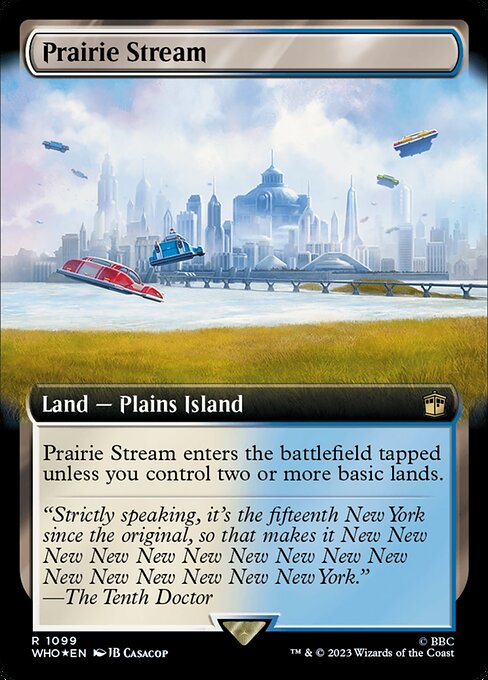 Prairie Stream
Land — Plains Island
Prairie Stream enters the battlefield tapped
unless you control two or more basic lands.
“Strictly speaking, it’s the fifteenth New York
since the original, so that makes it New New
New New New New New New New New
New New New New New New York.”
—The Tenth Doctor
R 1099
WHO★EN JB Casacop
© BBC
™ & © 2023 Wizards of the Coast